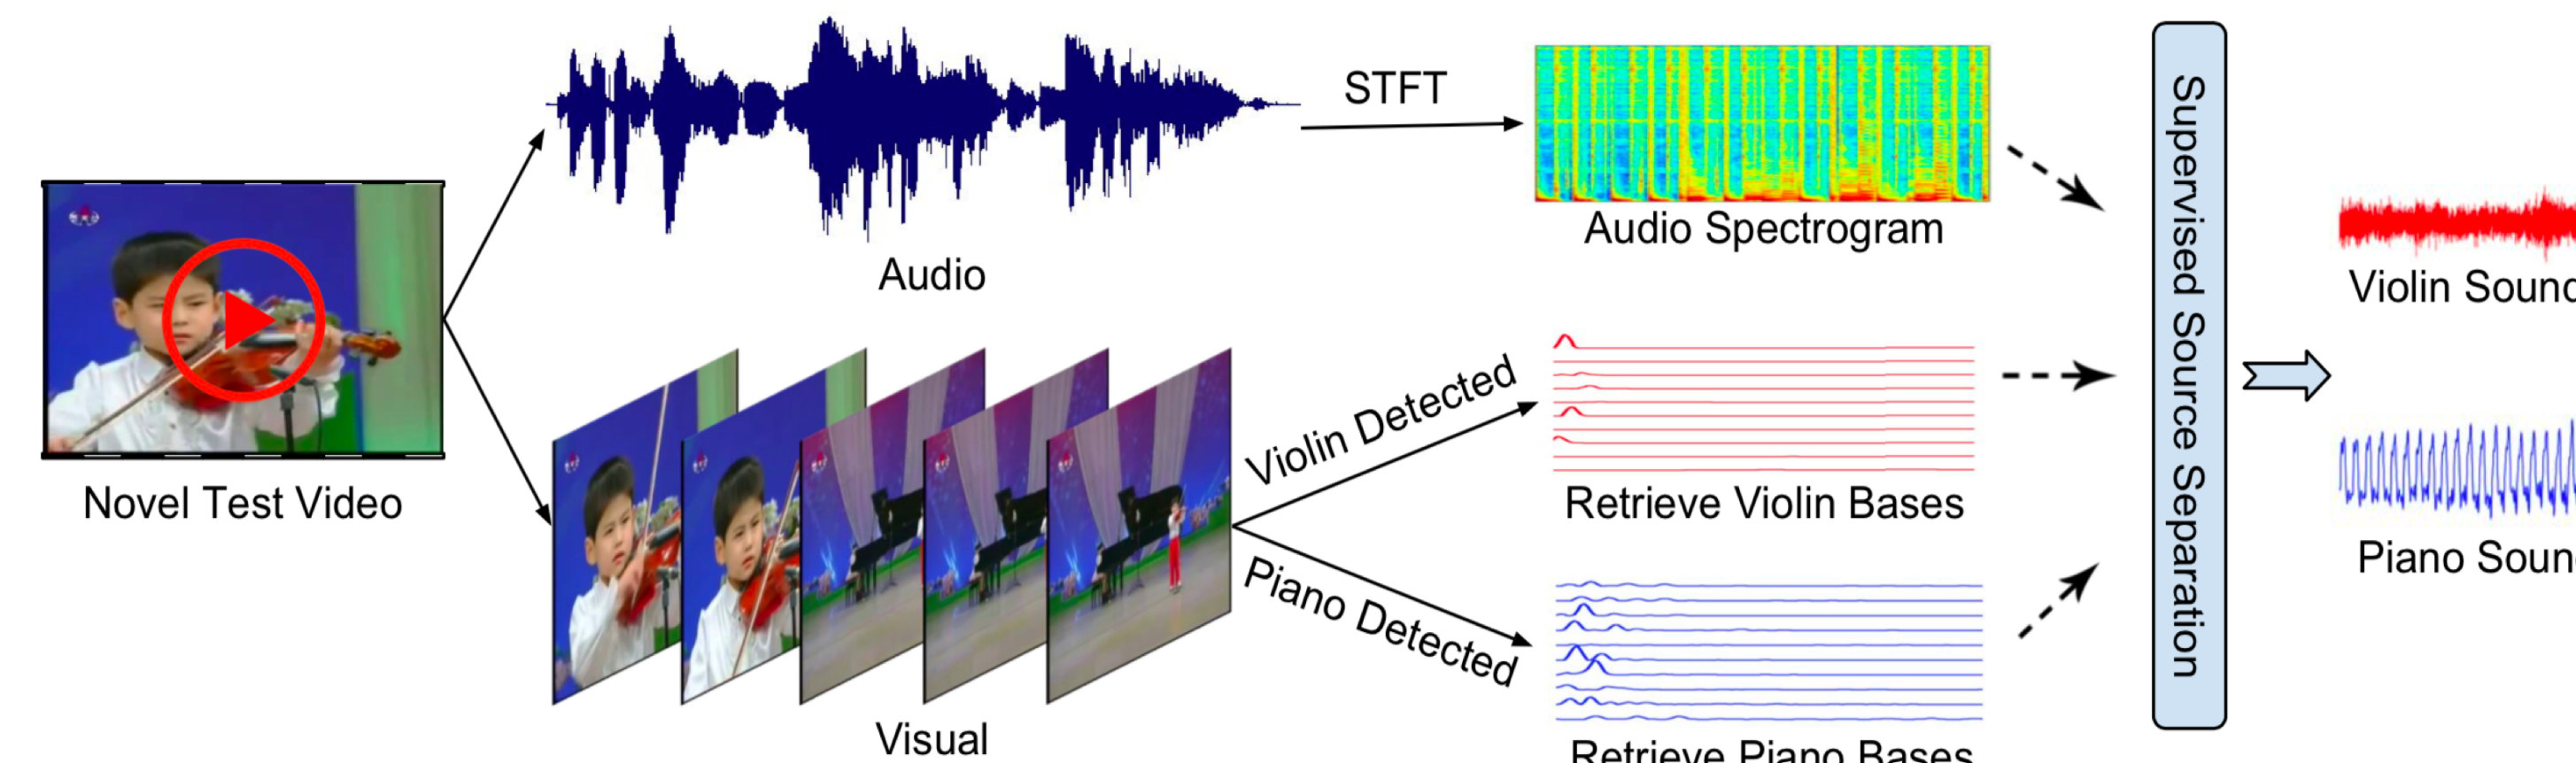 Novel Test Video
Audio
Visual
STFT
Audio Spectrogram
Violin Detected
Retrieve Violin Bases
Piano Detected
Retrieve Piano Bases
Supervised Source Separation
Violin Sound
Piano Soun